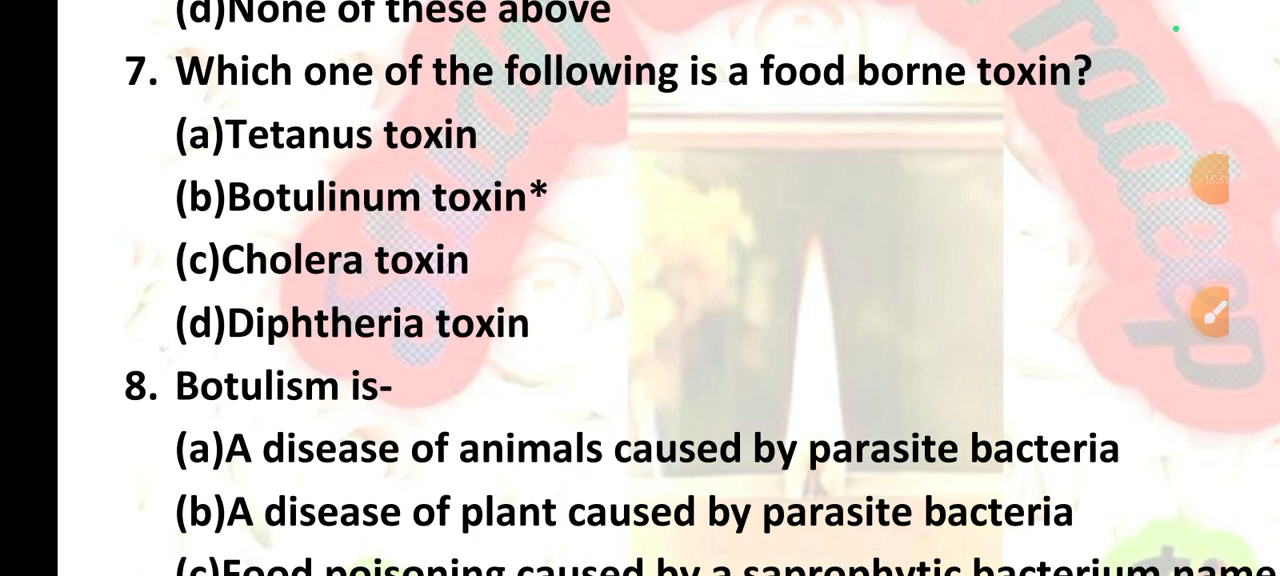 (d)None of these above
7. Which one of the following is a food borne toxin?
(a)Tetanus toxin
(b)Botulinum toxin*
(c)Cholera toxin
(d)Diphtheria toxin
8. Botulism is-
(a)A disease of animals caused by parasite bacteria
(b)A disease of plant caused by parasite bacteria
(c)Food poisoning caused by a saprophytic bacterium name
13:31